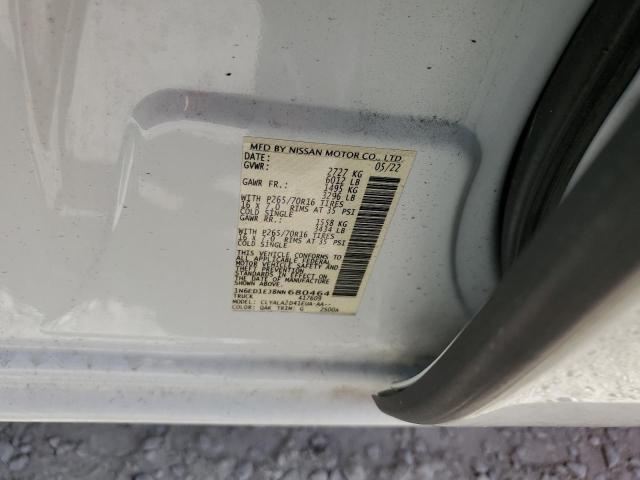 MFD BY NISSAN MOTOR CO., LTD.
DATE: 05/22
GVWR: 2727 KG
6012 LB
GAWR FR.: 1495 KG
3296 LB
WITH P265/70R16 TIRES
16 X 7.0 RIMS AT 35 PSI
COLD SINGLE
GAWR RR.: 1558 KG
3434 LB
WITH P265/70R16 TIRES
16 X 7.0 RIMS AT 35 PSI
COLD SINGLE
THIS VEHICLE CONFORMS TO
ALL APPLICABLE FEDERAL
MOTOR VEHICLE SAFETY
STANDARDS IN EFFECT ON
THE DATE OF MANUFACTURE
SHOWN ABOVE.
1N6ED1EJ8NN680464
TRUCK 417609
MODEL:
COLOR: QAK TRIM: G 2500A